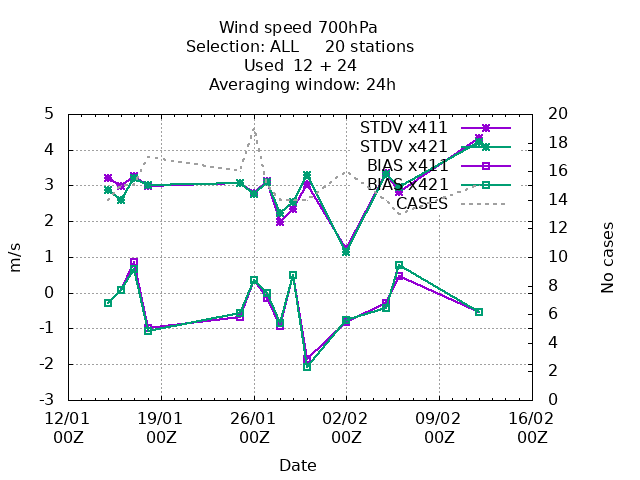 Wind speed 700hPa
Selection: ALL 20 stations
Used 12 + 24
Averaging window: 24h
STDV x411
STDV x421
BIAS x411
BIAS x421
CASES
5
4
3
2
1
0
-1
-2
-3
m/s
20
18
16
14
12
10
8
6
4
2
0
No cases
12/01 19/01 26/01 02/02 09/02 16/02
00Z 00Z 00Z 00Z 00Z 00Z
Date